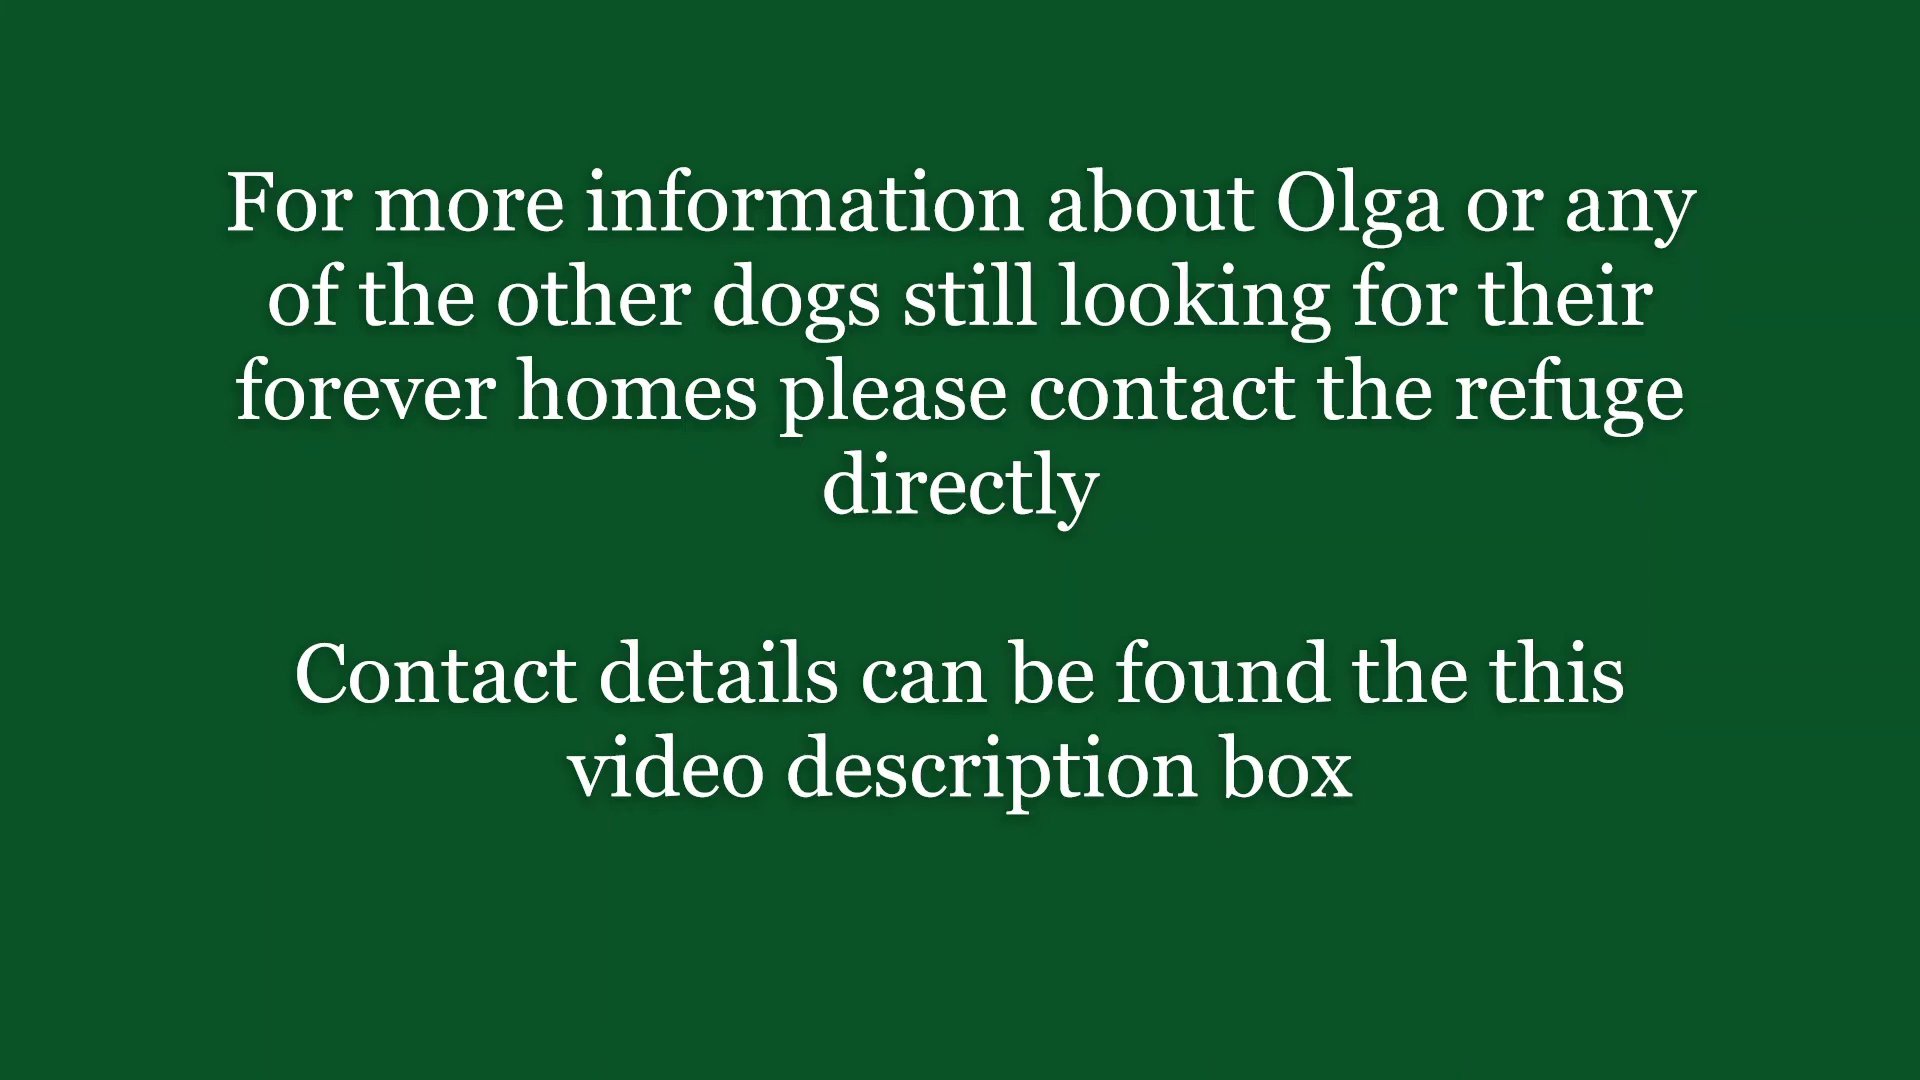 For more information about Olga or any
of the other dogs still looking for their
forever homes please contact the refuge
directly
Contact details can be found the this
video description box